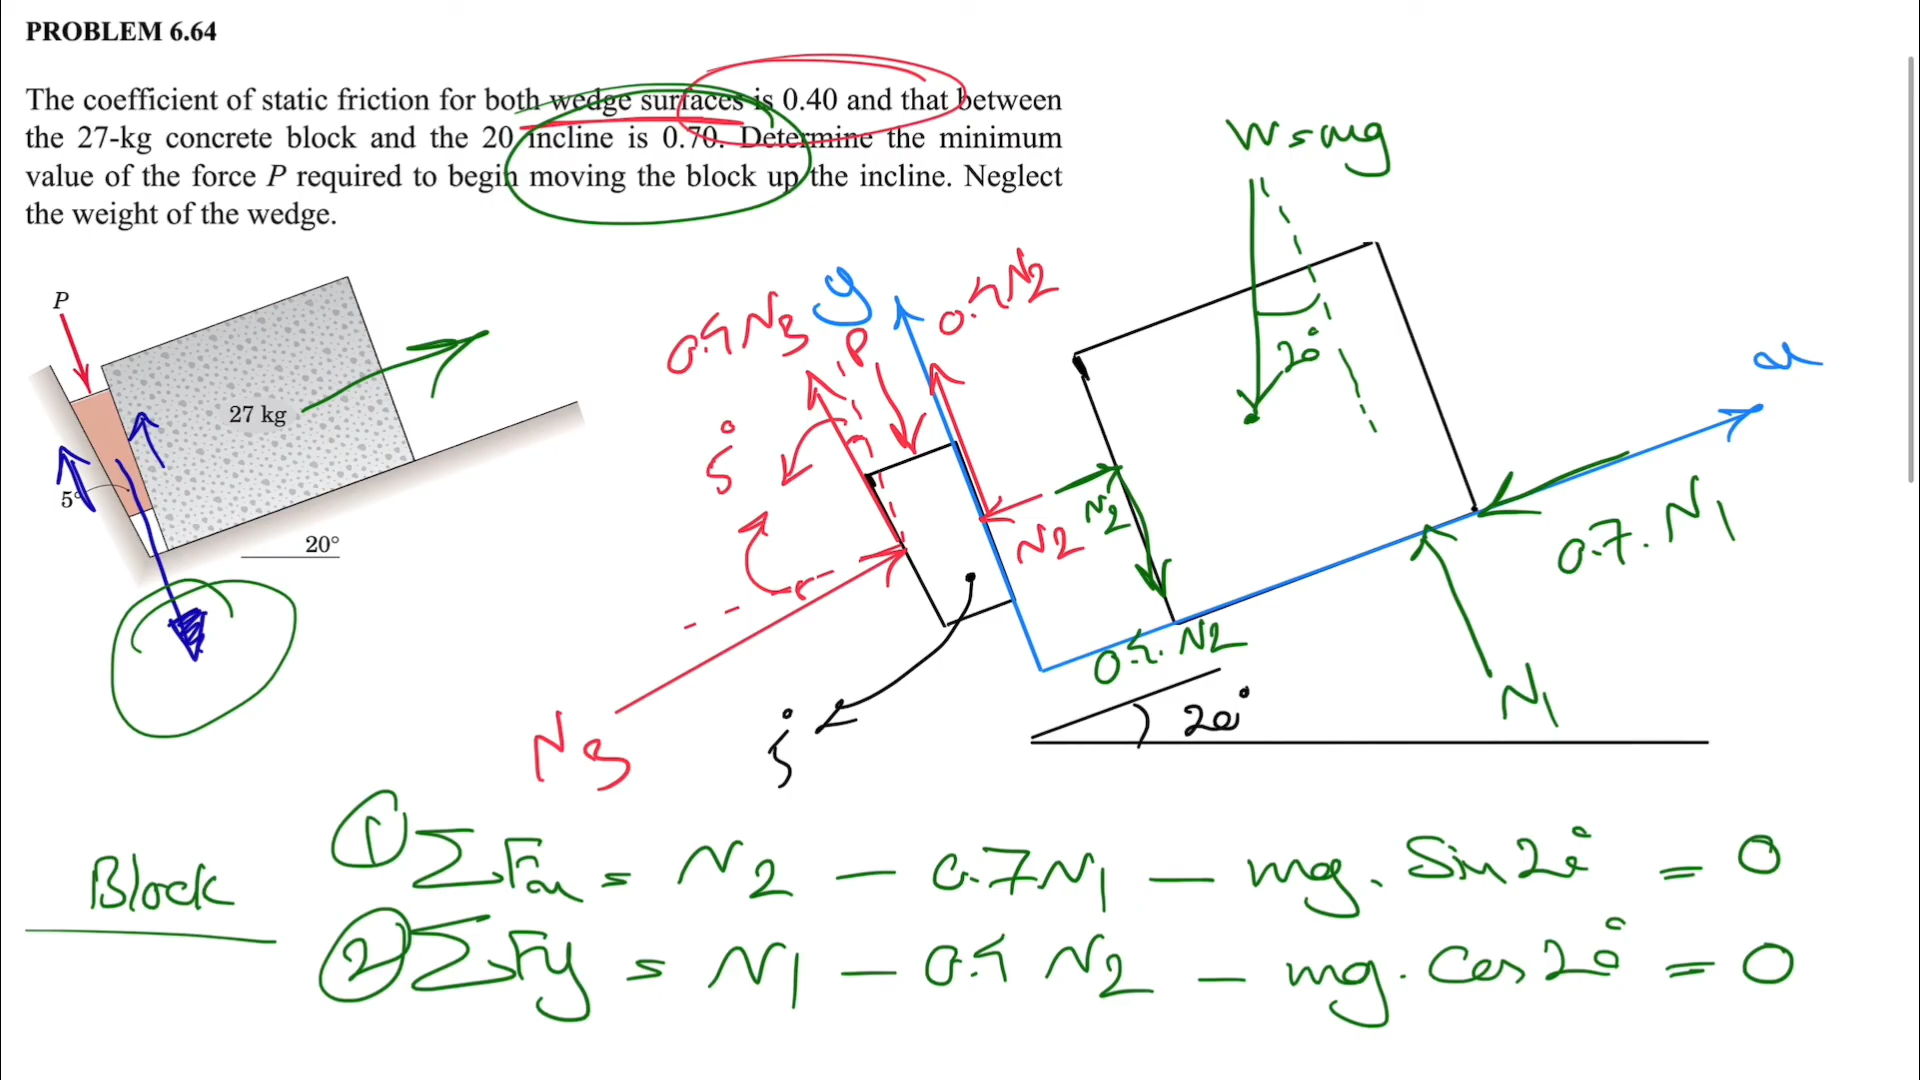 PROBLEM 6.64
The coefficient of static friction for both wedge surfaces is 0.40 and that between
the 27-kg concrete block and the 20 incline is 0.70. Determine the minimum
value of the force P required to begin moving the block up the incline. Neglect
the weight of the wedge.
W = mg
P
27 kg
5°
20°
0.4N3
y
P
0.4N2
20°
x
5°
N2
N2
0.7.N1
0.4.N2
N1
N3
5°
20°
Block
① ΣFx = N2 - 0.7N1 - mg. Sin20° = 0
② ΣFy = N1 - 0.4 N2 - mg. Cos20° = 0